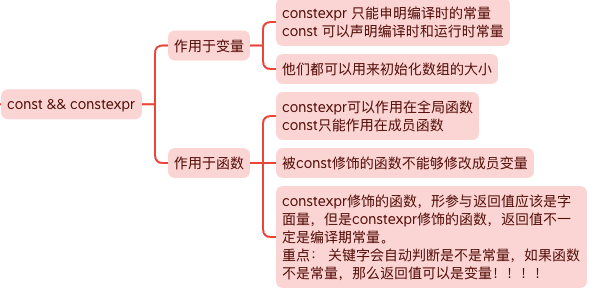 const && constexpr
作用于变量
constexpr 只能申明编译时的常量
const 可以声明编译时和运行时常量
他们都可以用来初始化数组的大小
作用于函数
constexpr可以作用在全局函数
const只能作用在成员函数
被const修饰的函数不能够修改成员变量
constexpr修饰的函数，形参与返回值应该是字
面量，但是constexpr修饰的函数，返回值不一
定是编译期常量。
重点： 关键字会自动判断是不是常量，如果函数
不是常量，那么返回值可以是变量！！！！